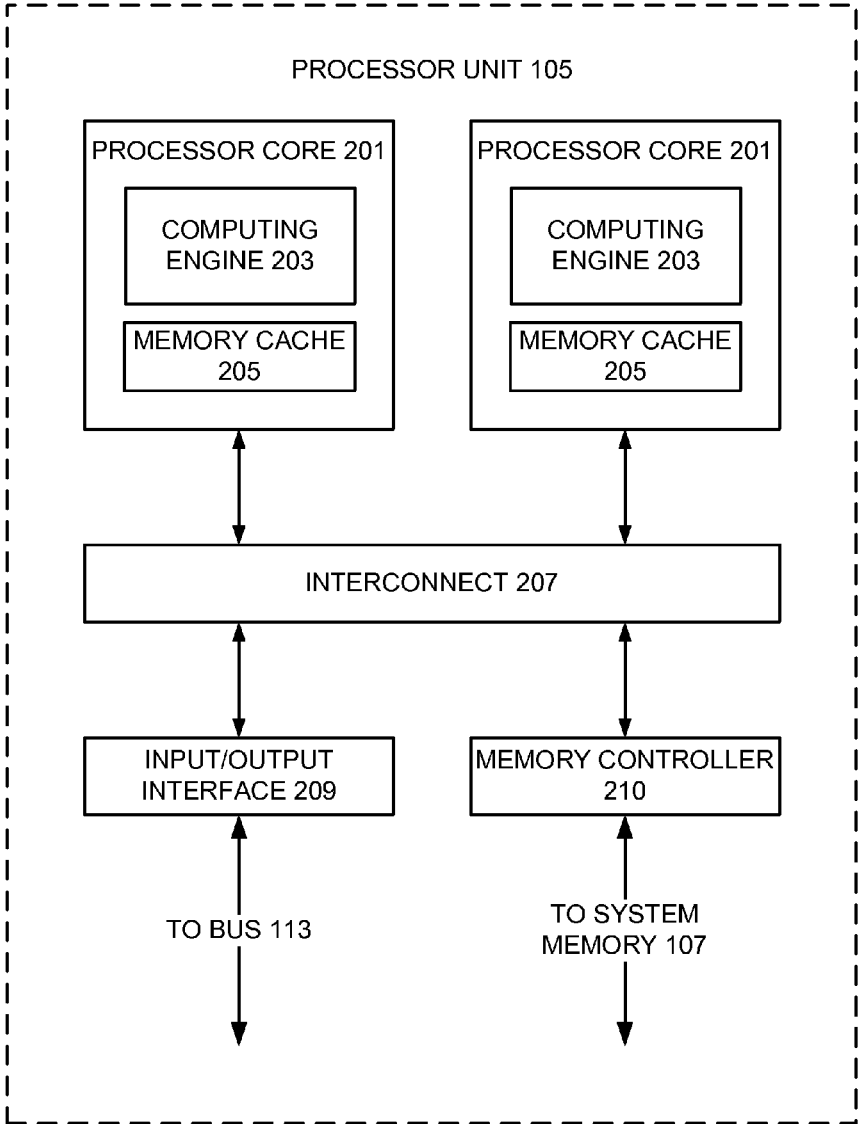 PROCESSOR UNIT 105
PROCESSOR CORE 201
COMPUTING
ENGINE 203
MEMORY CACHE
205
PROCESSOR CORE 201
COMPUTING
ENGINE 203
MEMORY CACHE
205
INTERCONNECT 207
INPUT/OUTPUT
INTERFACE 209
MEMORY CONTROLLER
210
TO BUS 113
TO SYSTEM
MEMORY 107